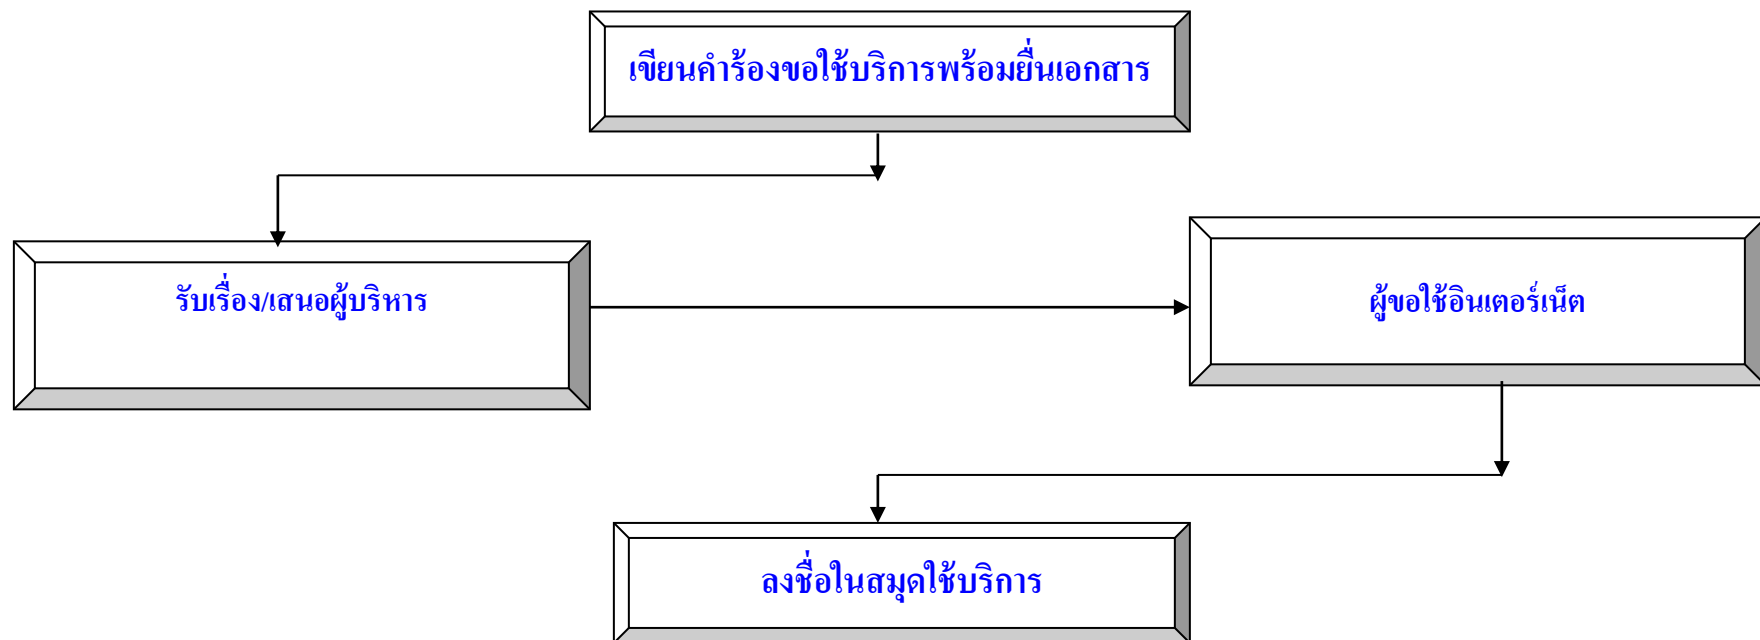 เขียนคำร้องขอใช้บริการพร้อมยื่นเอกสาร
รับเรื่อง/เสนอผู้บริหาร
ผู้ขอใช้อินเตอร์เน็ต
ลงชื่อในสมุดใช้บริการ